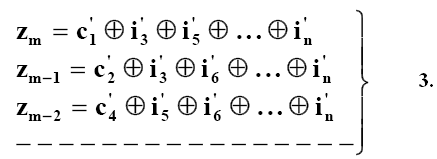 z_m = c'_1 ⊕ i'_3 ⊕ i'_5 ⊕ ... ⊕ i'_n
z_{m-1} = c'_2 ⊕ i'_3 ⊕ i'_6 ⊕ ... ⊕ i'_n
z_{m-2} = c'_4 ⊕ i'_5 ⊕ i'_6 ⊕ ... ⊕ i'_n
– – – – – – – – – – – – – – – –
3.